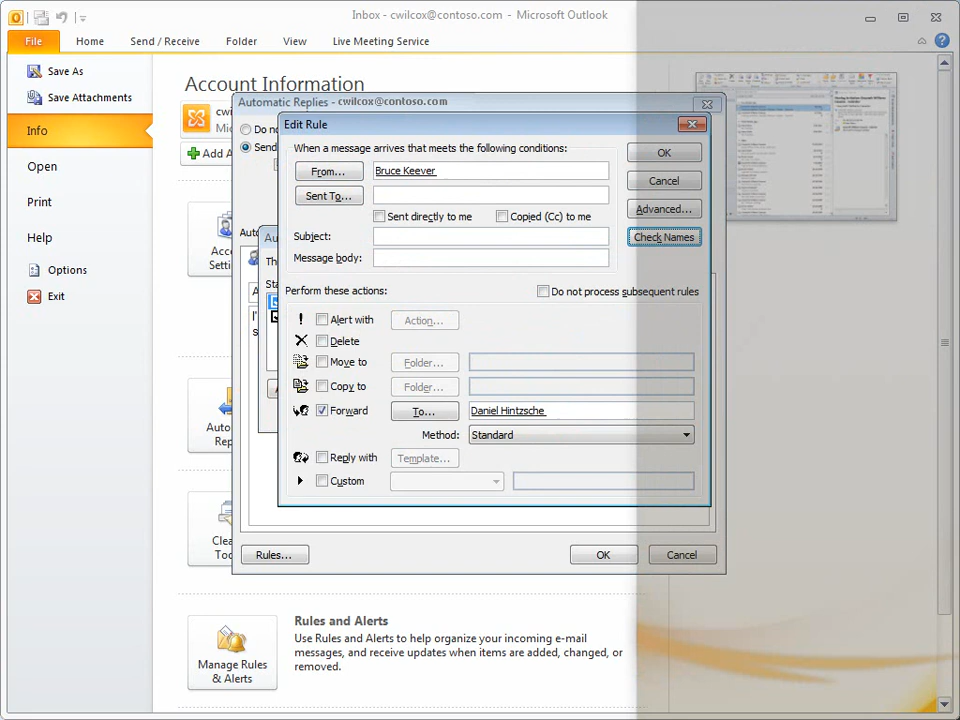 Inbox - cwilcox@contoso.com - Microsoft Outlook
File Home Send / Receive Folder View Live Meeting Service
Save As
Save Attachments
Info
Open
Print
Help
Options
Exit
Account Information
Automatic Replies - cwilcox@contoso.com
Edit Rule
When a message arrives that meets the following conditions:
From... Bruce Keever
Sent To...
Sent directly to me Copied (Cc) to me
Subject:
Message body:
OK
Cancel
Advanced...
Check Names
Perform these actions: Do not process subsequent rules
Alert with Action...
Delete
Move to Folder...
Copy to Folder...
Forward To... Daniel Hintzsche
Method: Standard
Reply with Template...
Custom
Rules... OK Cancel
Manage Rules
& Alerts
Rules and Alerts
Use Rules and Alerts to help organize your incoming e-mail
messages, and receive updates when items are added, changed, or
removed.